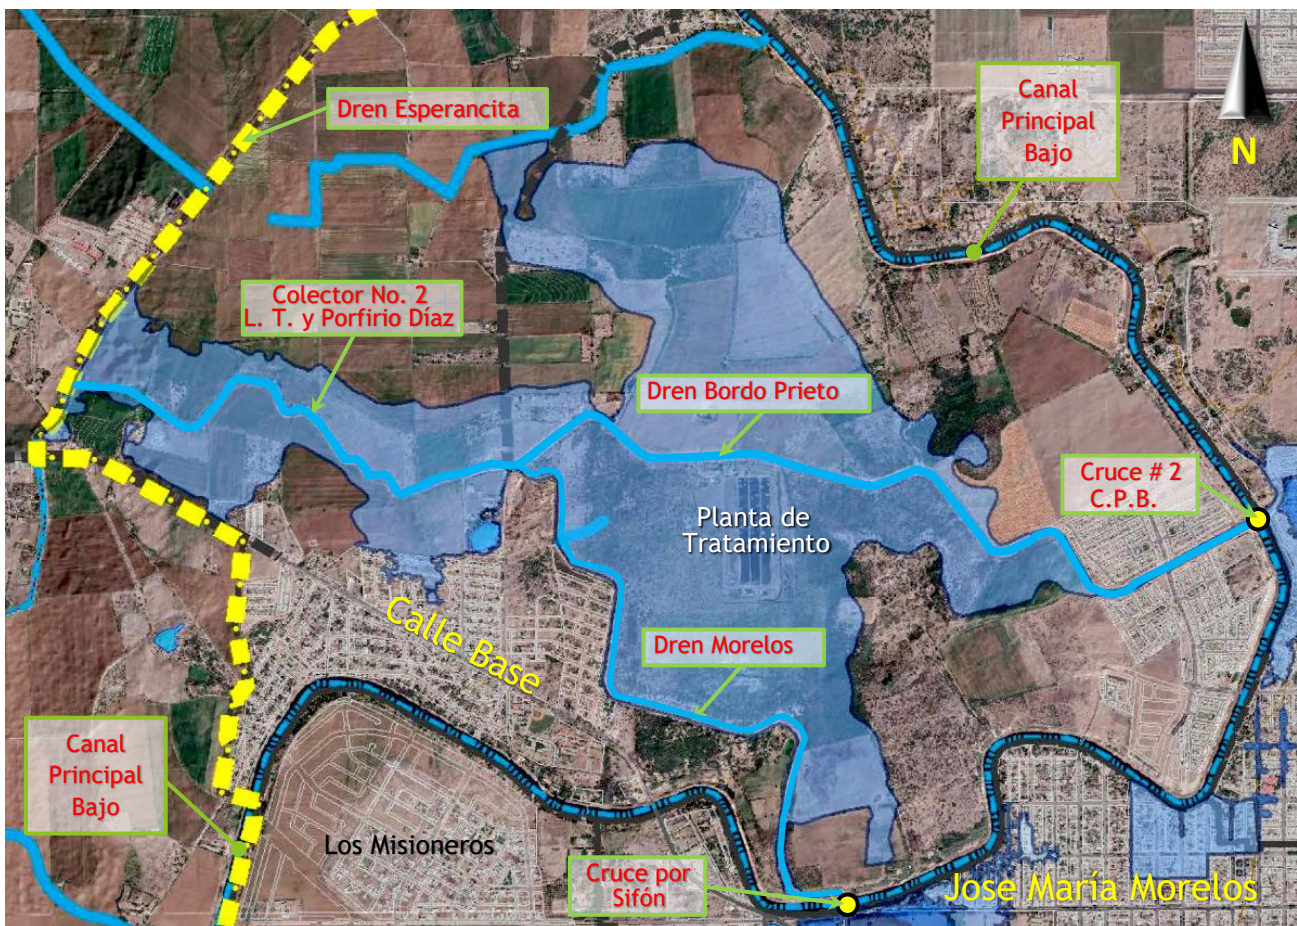 Dren Esperancita
Canal
Principal
Bajo
N
Colector No. 2
L. T. y Porfirio Díaz
Dren Bordo Prieto
Cruce # 2
C.P.B.
Planta de
Tratamiento
Calle Base
Dren Morelos
Canal
Principal
Bajo
Los Misioneros
Cruce por
Sifón
Jose María Morelos